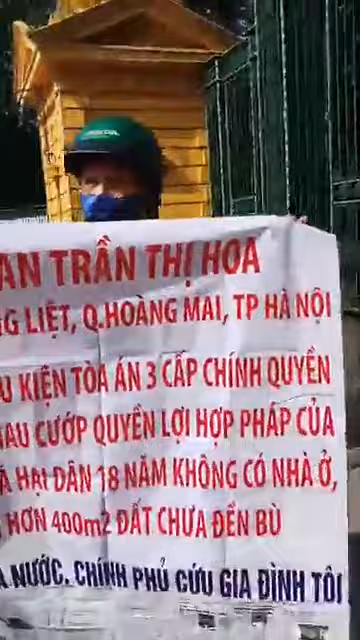 HONDA
AN TRẦN THỊ HOA
G LIỆT, Q.HOÀNG MAI, TP HÀ NỘI
U KIỆN TÒA ÁN 3 CẤP CHÍNH QUYỀN
HAU CƯỚP QUYỀN LỢI HỢP PHÁP CỦA
HẠI DÂN 18 NĂM KHÔNG CÓ NHÀ Ở,
HƠN 400m2 ĐẤT CHƯA ĐỀN BÙ
NƯỚC. CHÍNH PHỦ CỨU GIA ĐÌNH TÔI